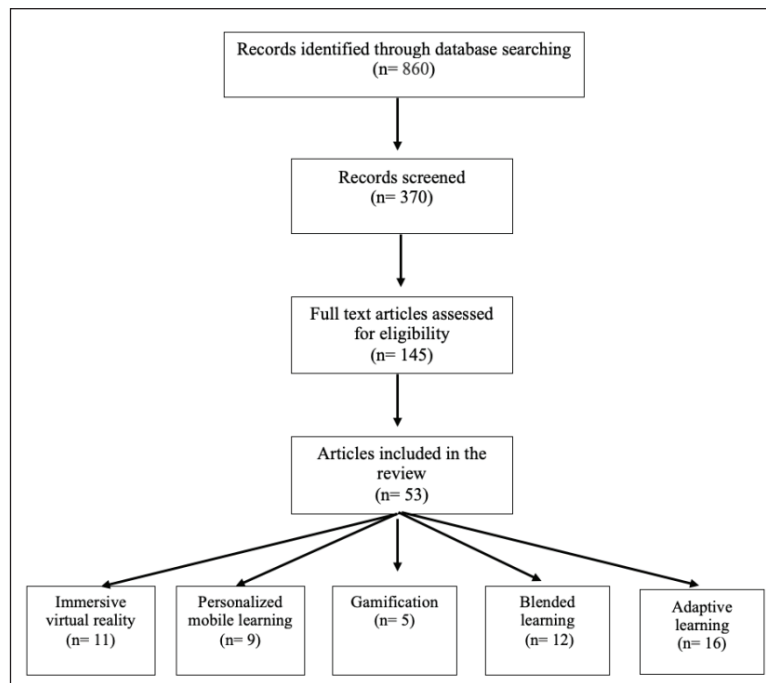 Records identified through database searching
(n= 860)
Records screened
(n= 370)
Full text articles assessed
for eligibility
(n= 145)
Articles included in the
review
(n= 53)
Immersive
virtual reality
(n= 11)
Personalized
mobile learning
(n= 9)
Gamification
(n= 5)
Blended
learning
(n= 12)
Adaptive
learning
(n= 16)